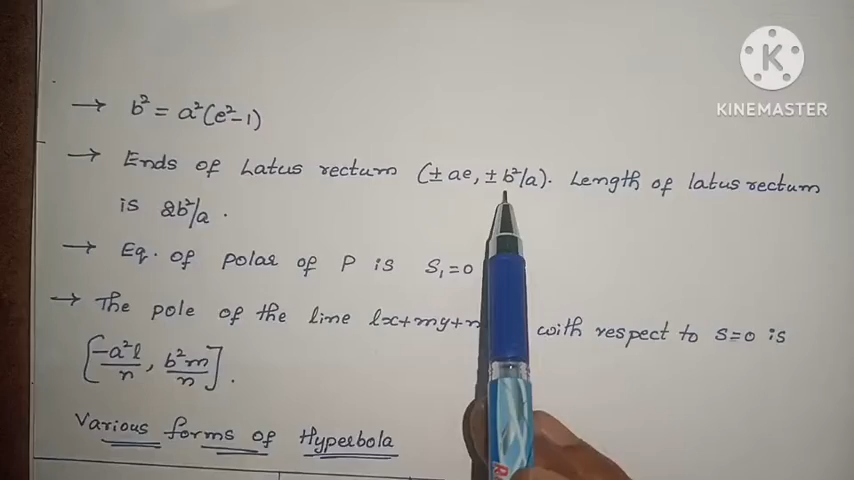 K
KINEMASTER
→ b² = a²(e²-1)
→ Ends of Latus rectum (± ae, ± b²/a). Length of latus rectum
is 2b²/a .
→ Eq. of polar of P is S₁=0
→ The pole of the line lx+my+n with respect to S=0 is
[-a²l/n, b²m/n].
Various forms of Hyperbola